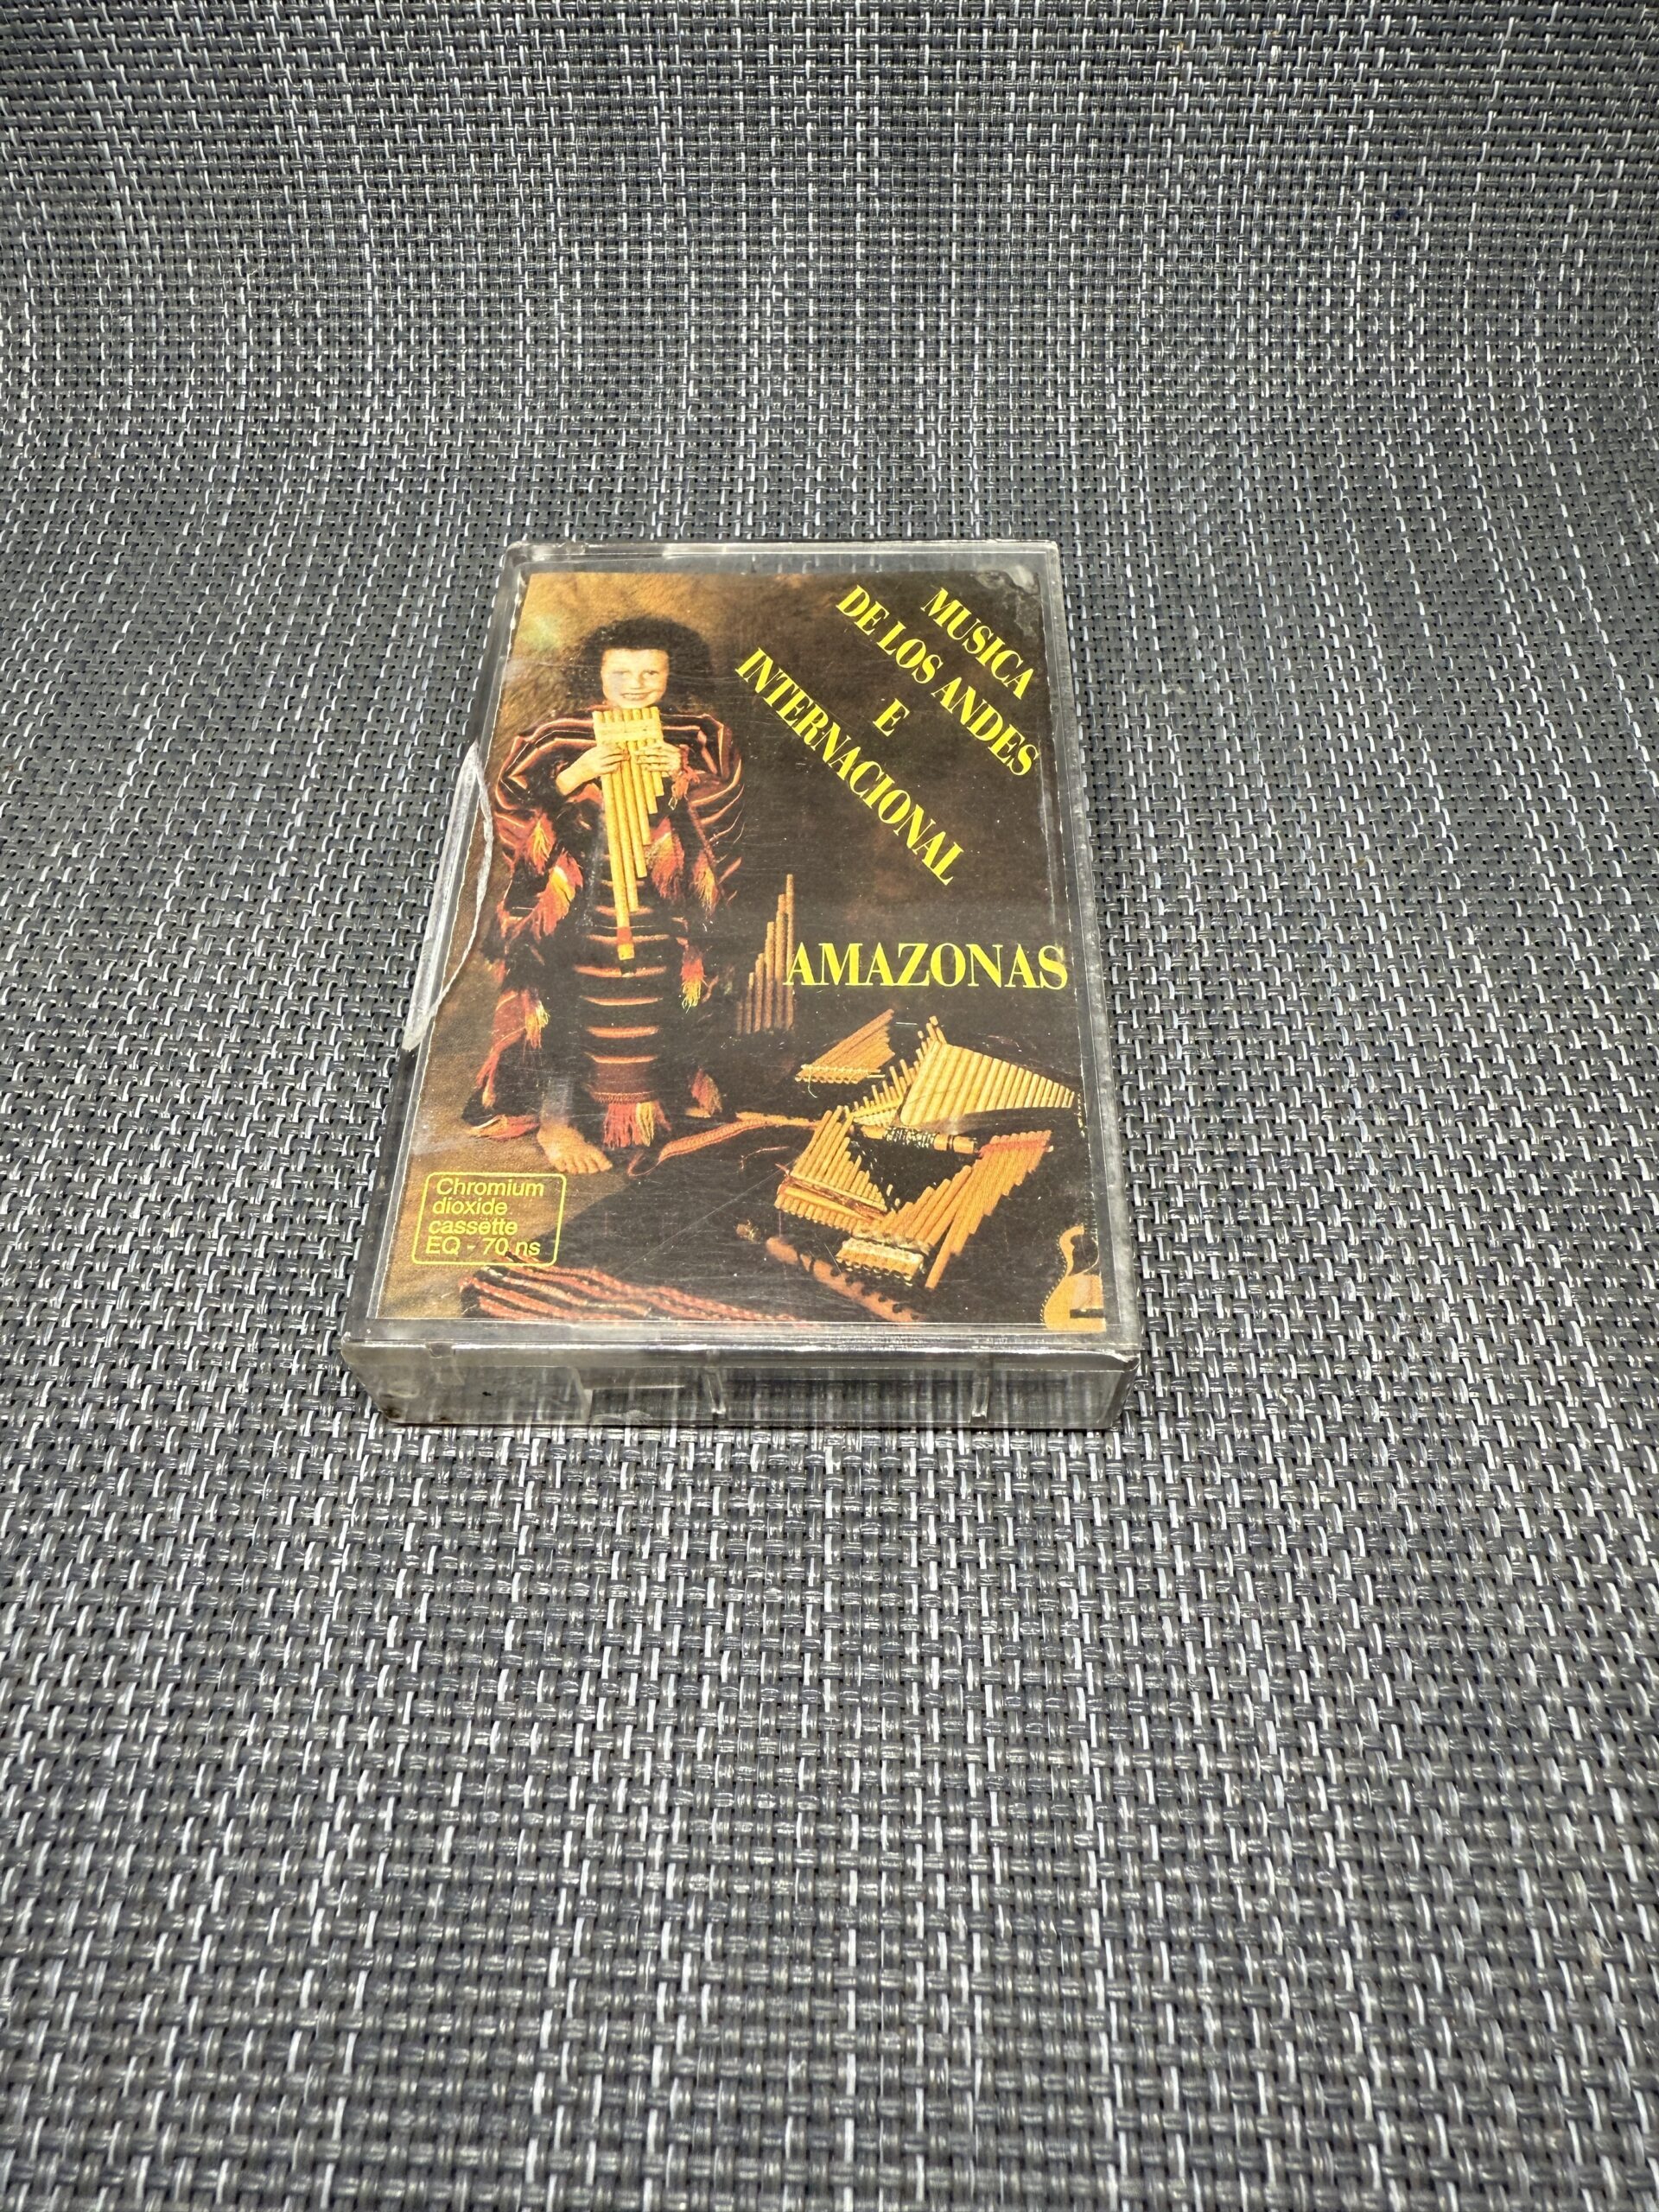 MUSICA
DE LOS ANDES
E
INTERNACIONAL
AMAZONAS
Chromium
dioxide
cassette
EQ - 70 ns